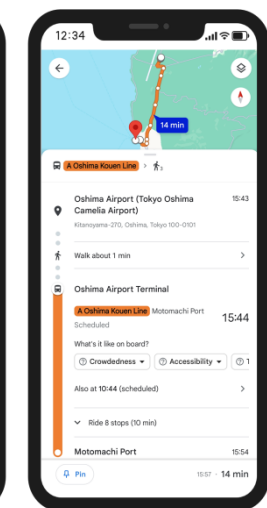 12:34
14 min
A Oshima Kouen Line > 3
Oshima Airport (Tokyo Oshima 15:43
Camelia Airport)
Kitanoyama-270, Oshima, Tokyo 100-0101
Walk about 1 min
Oshima Airport Terminal
A Oshima Kouen Line Motomachi Port
Scheduled 15:44
What's it like on board?
Crowdedness Accessibility T
Also at 10:44 (scheduled)
Ride 8 stops (10 min)
Motomachi Port 15:54
Pin 15:57 · 14 min